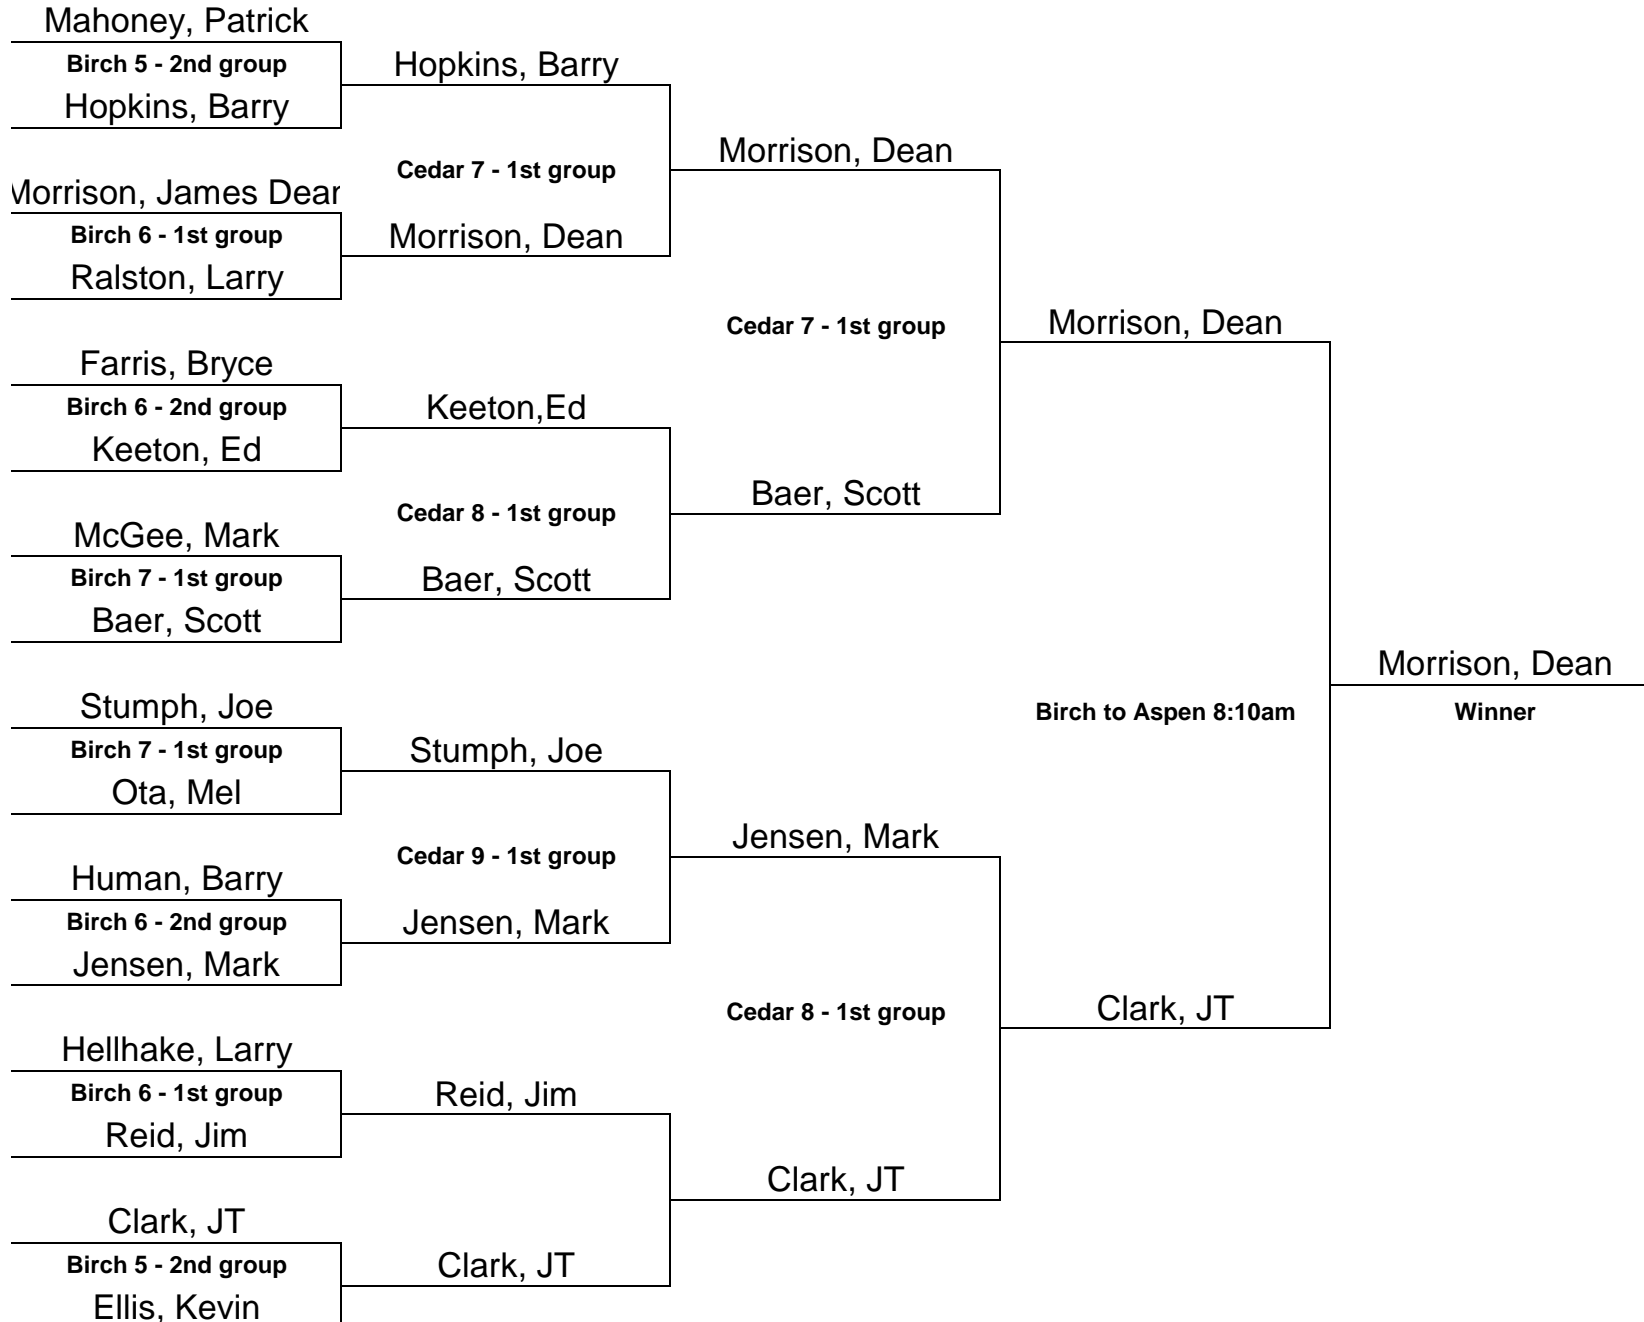 Mahoney, Patrick
Birch 5 - 2nd group
Hopkins, Barry
Morrison, James Dean
Birch 6 - 1st group
Ralston, Larry
Farris, Bryce
Birch 6 - 2nd group
Keeton, Ed
McGee, Mark
Birch 7 - 1st group
Baer, Scott
Stumph, Joe
Birch 7 - 1st group
Ota, Mel
Human, Barry
Birch 6 - 2nd group
Jensen, Mark
Hellhake, Larry
Birch 6 - 1st group
Reid, Jim
Clark, JT
Birch 5 - 2nd group
Ellis, Kevin
Hopkins, Barry
Cedar 7 - 1st group
Morrison, Dean
Keeton,Ed
Cedar 8 - 1st group
Baer, Scott
Stumph, Joe
Cedar 9 - 1st group
Jensen, Mark
Reid, Jim
Clark, JT
Morrison, Dean
Cedar 7 - 1st group
Baer, Scott
Jensen, Mark
Cedar 8 - 1st group
Clark, JT
Morrison, Dean
Birch to Aspen 8:10am
Clark, JT
Morrison, Dean
Winner